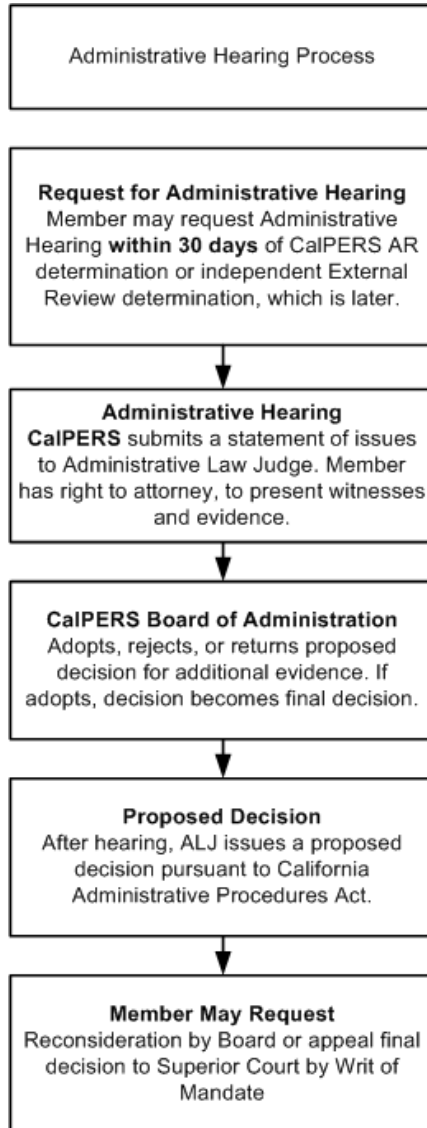 Administrative Hearing Process
Request for Administrative Hearing
Member may request Administrative
Hearing within 30 days of CalPERS AR
determination or independent External
Review determination, which is later.
Administrative Hearing
CalPERS submits a statement of issues
to Administrative Law Judge. Member
has right to attorney, to present witnesses
and evidence.
CalPERS Board of Administration
Adopts, rejects, or returns proposed
decision for additional evidence. If
adopts, decision becomes final decision.
Proposed Decision
After hearing, ALJ issues a proposed
decision pursuant to California
Administrative Procedures Act.
Member May Request
Reconsideration by Board or appeal final
decision to Superior Court by Writ of
Mandate